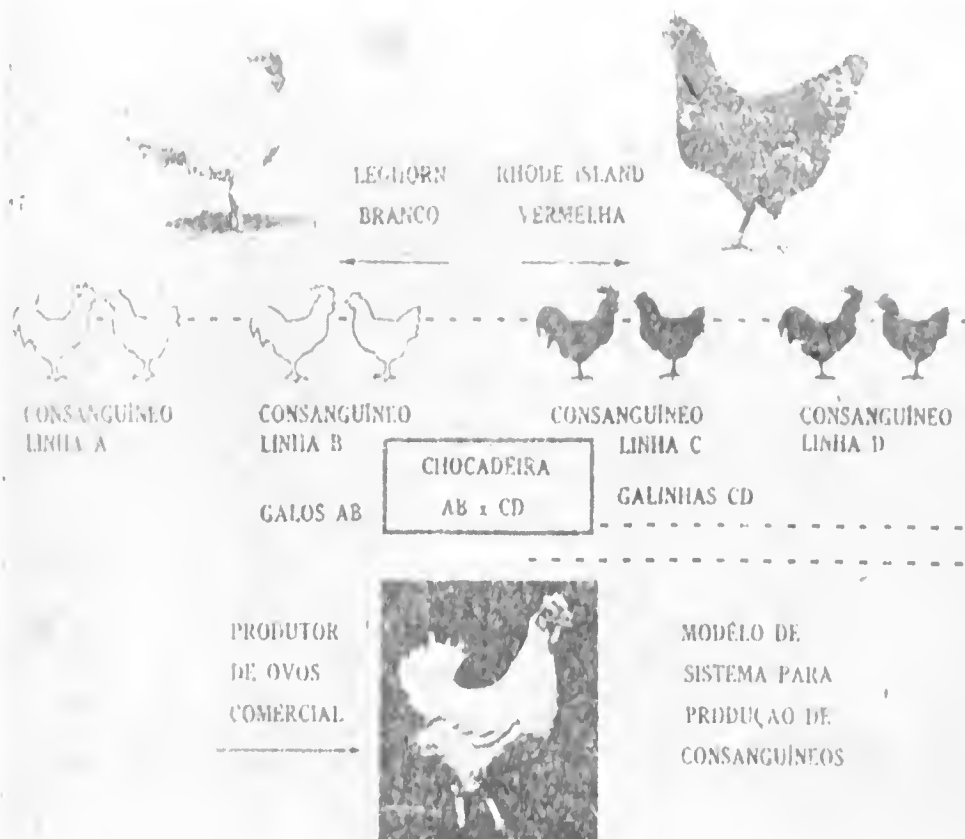 LEGHORN
BRANCO
RHODE ISLAND
VERMELHA
CONSANGUÍNEO
LINHA A
CONSANGUÍNEO
LINHA B
CONSANGUÍNEO
LINHA C
CONSANGUÍNEO
LINHA D
CHOCADEIRA
AB x CD
GALOS AB
GALINHAS CD
PRODUTOR
DE OVOS
COMERCIAL
MODÊLO DE
SISTEMA PARA
PRODUÇAO DE
CONSANGUÍNEOS